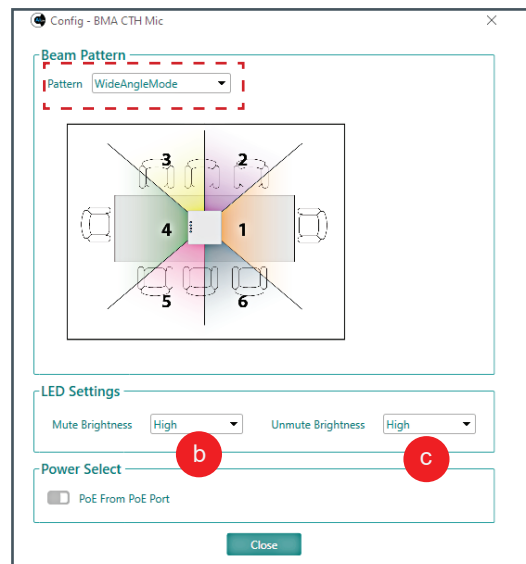 Config - BMA CTH Mic
Beam Pattern
Pattern WideAngleMode
3 2
4 1
5 6
LED Settings
Mute Brightness High Unmute Brightness High
b c
Power Select
PoE From PoE Port
Close